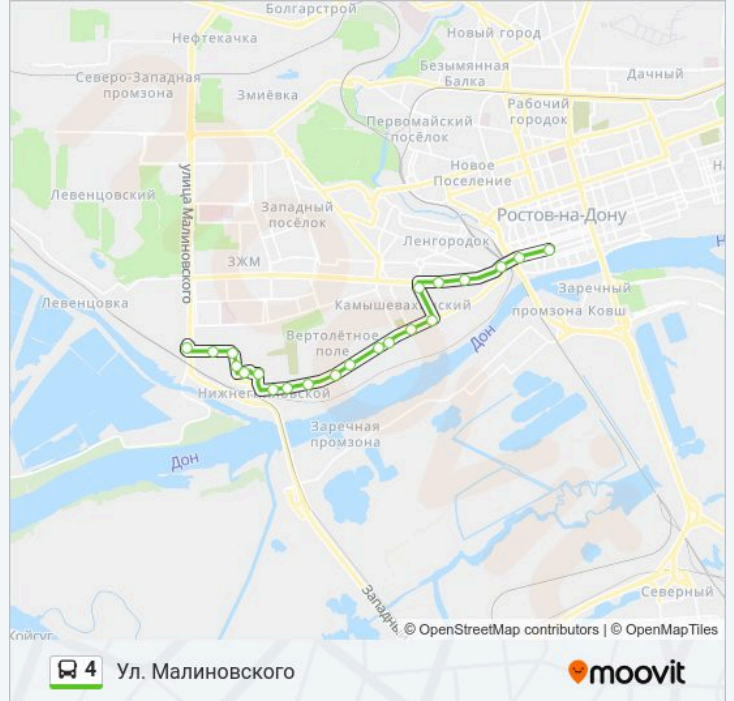 Болгарстрой
Нефтекачка
Новый город
Безымянная
Балка
Дачный
Северо-Западная
промзона
Змиёвка
Рабочий
городок
Первомайский
посёлок
Новое
Поселение
улица Малиновского
Левенцовский
Западный
посёлок
Ростов-на-Дону
Ленгородок
ЗЖМ
Заречный
Левенцовка
промзона Ковш
Вертолётное
поле
Дон
Заречная
промзона
Дон
Северный
© OpenStreetMap contributors | © OpenMapTiles
4 Ул. Малиновского
moovit